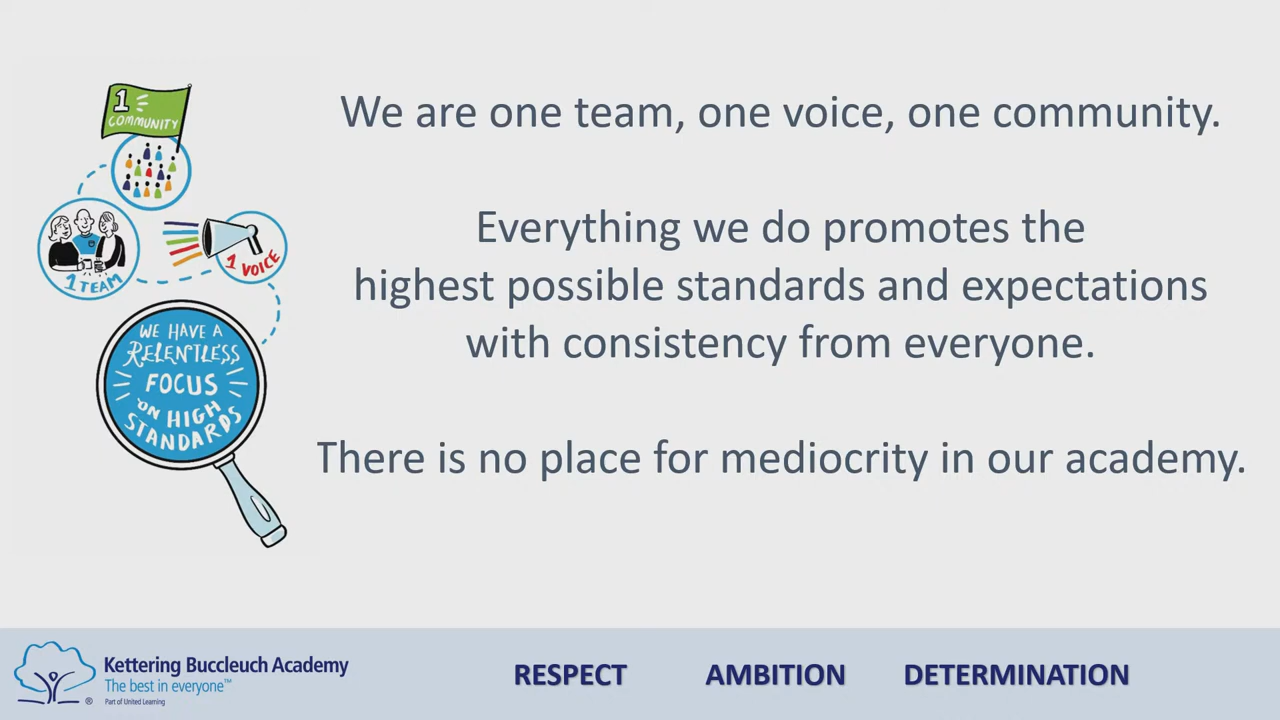 1
COMMUNITY
1 TEAM
1 VOICE
WE HAVE A
RELENTLESS
FOCUS
ON HIGH
STANDARDS
We are one team, one voice, one community.
Everything we do promotes the
highest possible standards and expectations
with consistency from everyone.
There is no place for mediocrity in our academy.
Kettering Buccleuch Academy
The best in everyone™
Part of United Learning
®
RESPECT AMBITION DETERMINATION